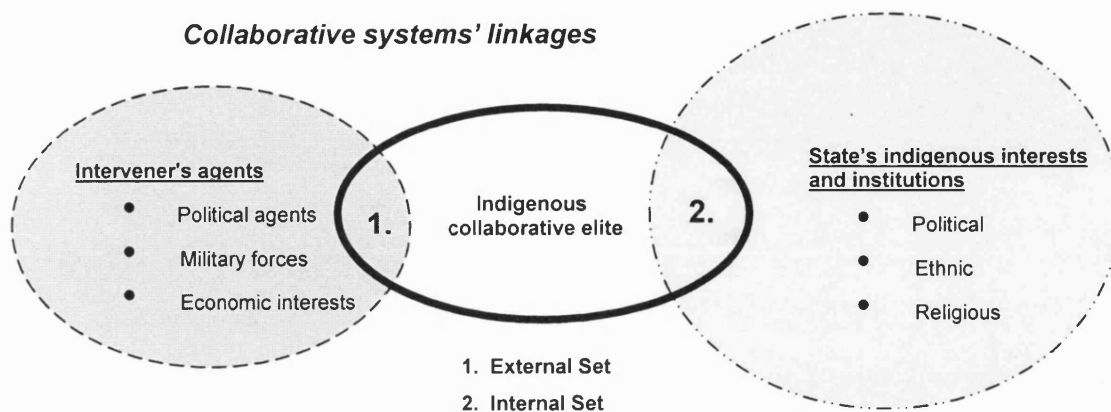 Collaborative systems' linkages
Intervener's agents
• Political agents
• Military forces
• Economic interests
1.
Indigenous
collaborative elite
2.
State's indigenous interests
and institutions
• Political
• Ethnic
• Religious
1. External Set
2. Internal Set